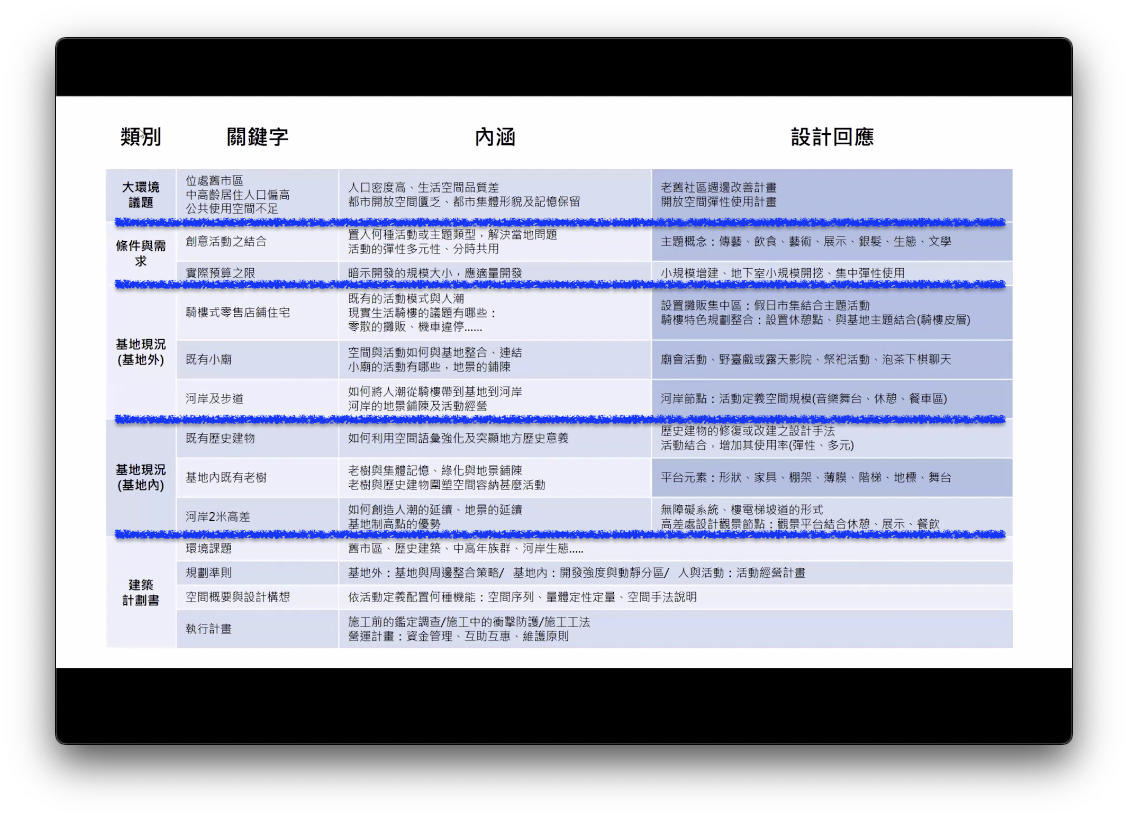 類別 關鍵字 內涵 設計回應
大環境
議題
位處舊市區
中高齡居住人口偏高
公共使用空間不足
人口密度高、生活空間品質差
都市開放空間匱乏、都市集體形貌及記憶保留
老舊社區週邊改善計畫
開放空間彈性使用計畫
條件與需
求
創意活動之結合
置入何種活動或主題類型，解決當地問題
活動的彈性多元性、分時共用
主題概念：傳藝、飲食、藝術、展示、銀髮、生態、文學
實際預算之限
暗示開發的規模大小，應適量開發
小規模增建、地下室小規模開挖、集中彈性使用
基地現況
(基地外)
騎樓式零售店鋪住宅
既有的活動模式與人潮
現實生活騎樓的議題有哪些：
零散的攤販、機車違停......
設置攤販集中區：假日市集結合主題活動
騎樓特色規劃整合：設置休憩點、與基地主題結合(騎樓皮層)
既有小廟
空間與活動如何與基地整合、連結
小廟的活動有哪些，地景的鋪陳
廟會活動、野臺戲或露天影院、祭祀活動、泡茶下棋聊天
河岸及步道
如何將人潮從騎樓帶到基地到河岸
河岸的地景鋪陳及活動經營
河岸節點：活動定義空間規模(音樂舞台、休憩、餐車區)
基地現況
(基地內)
既有歷史建物
如何利用空間語彙強化及突顯地方歷史意義
歷史建物的修復或改建之設計手法
活動結合，增加其使用率(彈性、多元)
基地內既有老樹
老樹與集體記憶、綠化與地景鋪陳
老樹與歷史建物圍塑空間容納甚麼活動
平台元素：形狀、家具、棚架、薄膜、階梯、地標、舞台
河岸2米高差
如何創造人潮的延續、地景的延續
基地制高點的優勢
無障礙系統、樓電梯坡道的形式
高差處設計觀景節點：觀景平台結合休憩、展示、餐飲
建築
計劃書
環境課題
舊市區、歷史建築、中高年族群、河岸生態.....
規劃準則
基地外：基地與周邊整合策略/ 基地內：開發強度與動靜分區/ 人與活動：活動經營計畫
空間概要與設計構想
依活動定義配置何種機能：空間序列、量體定性定量、空間手法說明
執行計畫
施工前的鑑定調查/施工中的衝擊防護/施工工法
營運計畫：資金管理、互助互惠、維護原則